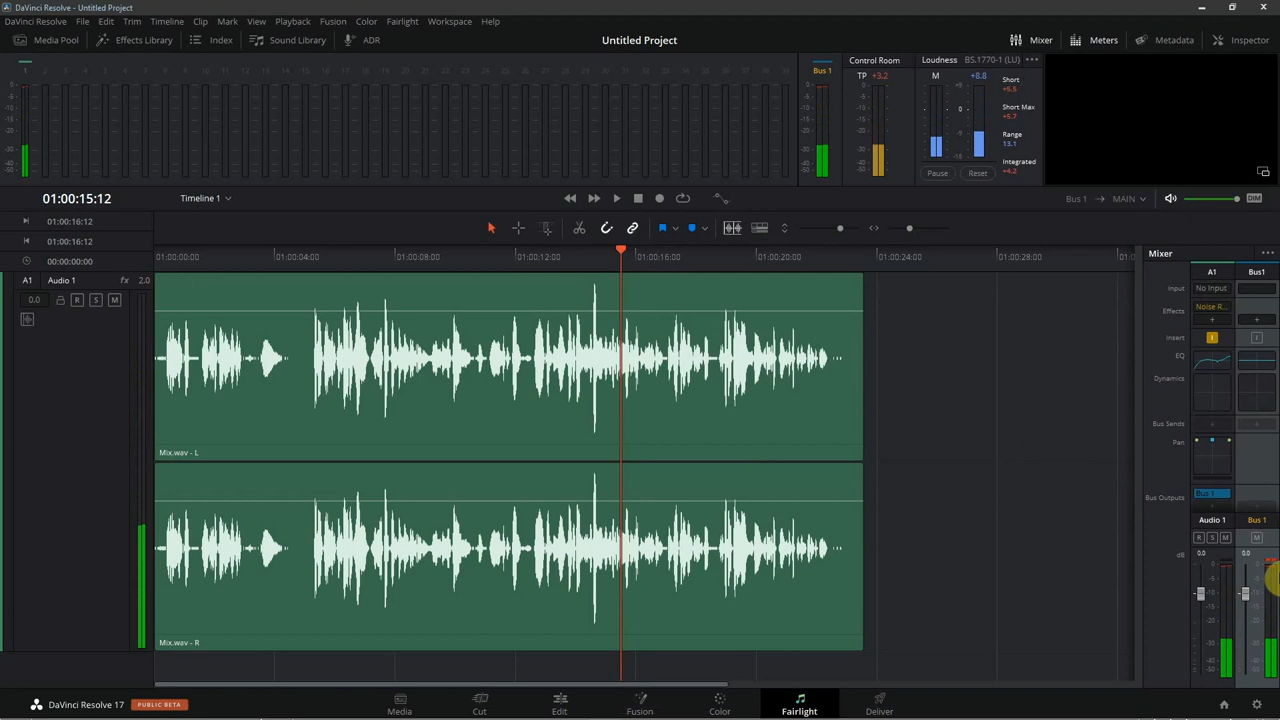 DaVinci Resolve - Untitled Project
DaVinci Resolve File Edit Trim Timeline Clip Mark View Playback Fusion Color Fairlight Workspace Help
Media Pool Effects Library Index Sound Library ADR Untitled Project Mixer Meters Metadata Inspector
Bus 1 Control Room Loudness BS.1770-1 (LU)
TP +3.2 M +8.8
Short
+5.5
Short Max
+5.7
Range
13.1
Integrated
+4.2
Pause Reset
01:00:15:12 Timeline 1 Bus 1 MAIN DIM
01:00:16:12
01:00:16:12
00:00:00:00
01:00:00:00 01:00:04:00 01:00:08:00 01:00:12:00 01:00:16:00 01:00:20:00 01:00:24:00 01:00:28:00
A1 Audio 1 fx 2.0
0.0 R S M
Mix.wav - L
Mix.wav - R
Mixer
A1 Bus1
Input No Input
Effects Noise R...
Insert
EQ
Dynamics
Bus Sends
Pan
Bus Outputs Bus 1
Audio 1 Bus 1
R S M M
dB 0.0 0.0
DaVinci Resolve 17 PUBLIC BETA
Media Cut Edit Fusion Color Fairlight Deliver